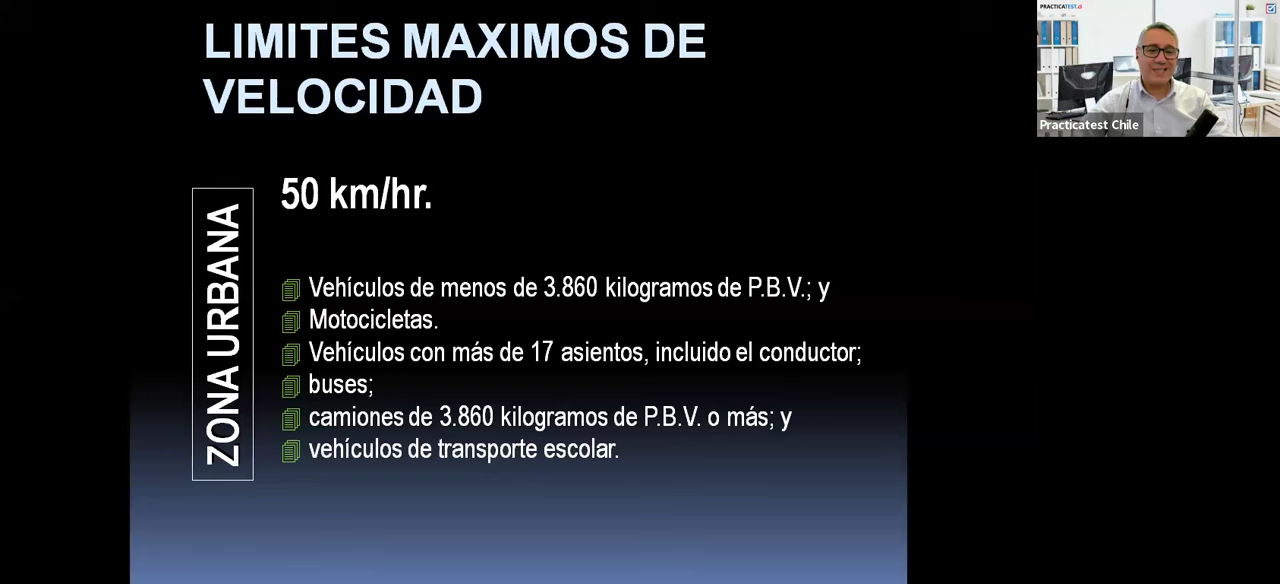 LIMITES MAXIMOS DE
VELOCIDAD
PRACTICATEST.cl
Practicatest Chile
ZONA URBANA
50 km/hr.
Vehículos de menos de 3.860 kilogramos de P.B.V.; y
Motocicletas.
Vehículos con más de 17 asientos, incluido el conductor;
buses;
camiones de 3.860 kilogramos de P.B.V. o más; y
vehículos de transporte escolar.